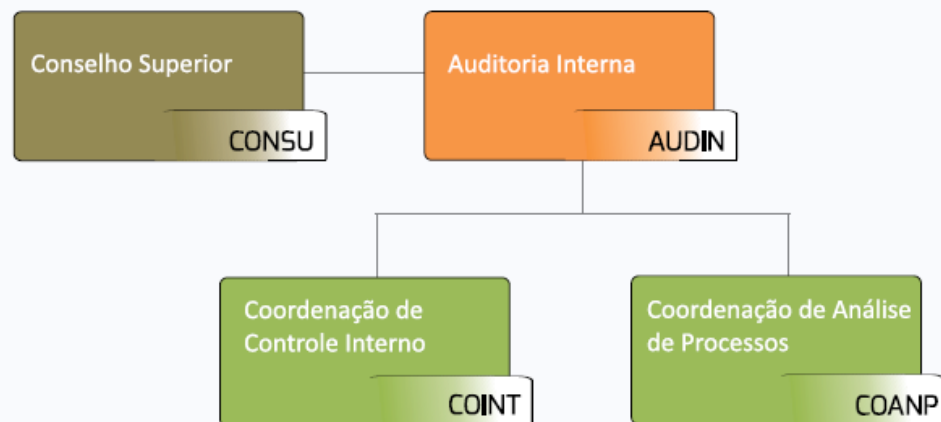 Conselho Superior
CONSU
Auditoria Interna
AUDIN
Coordenação de
Controle Interno
COINT
Coordenação de Análise
de Processos
COANP